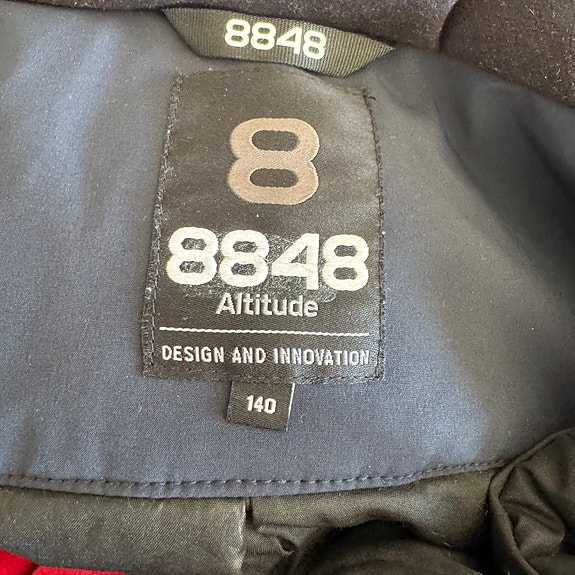 8848
8
8848
Altitude
DESIGN AND INNOVATION
140